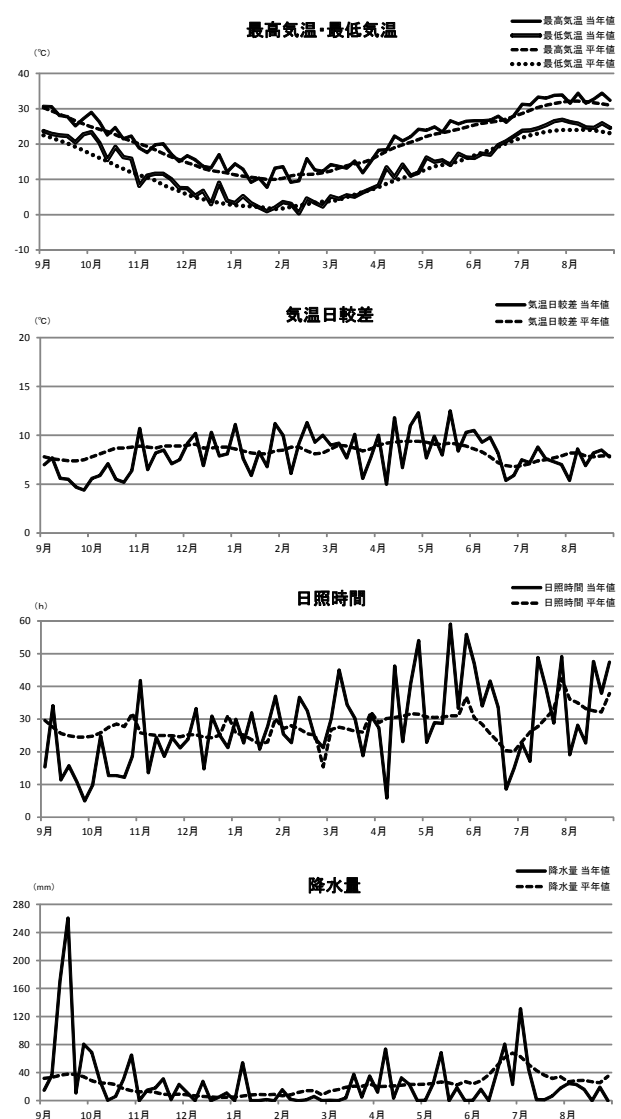 最高気温・最低気温
最高気温 当年値
最低気温 当年値
最高気温 平年値
最低気温 平年値
(℃)
40
30
20
10
0
-10
9月 10月 11月 12月 1月 2月 3月 4月 5月 6月 7月 8月
気温日較差
気温日較差 当年値
気温日較差 平年値
(℃)
20
15
10
5
0
9月 10月 11月 12月 1月 2月 3月 4月 5月 6月 7月 8月
日照時間
日照時間 当年値
日照時間 平年値
(h)
60
50
40
30
20
10
0
9月 10月 11月 12月 1月 2月 3月 4月 5月 6月 7月 8月
降水量
降水量 当年値
降水量 平年値
(mm)
280
240
200
160
120
80
40
0
9月 10月 11月 12月 1月 2月 3月 4月 5月 6月 7月 8月